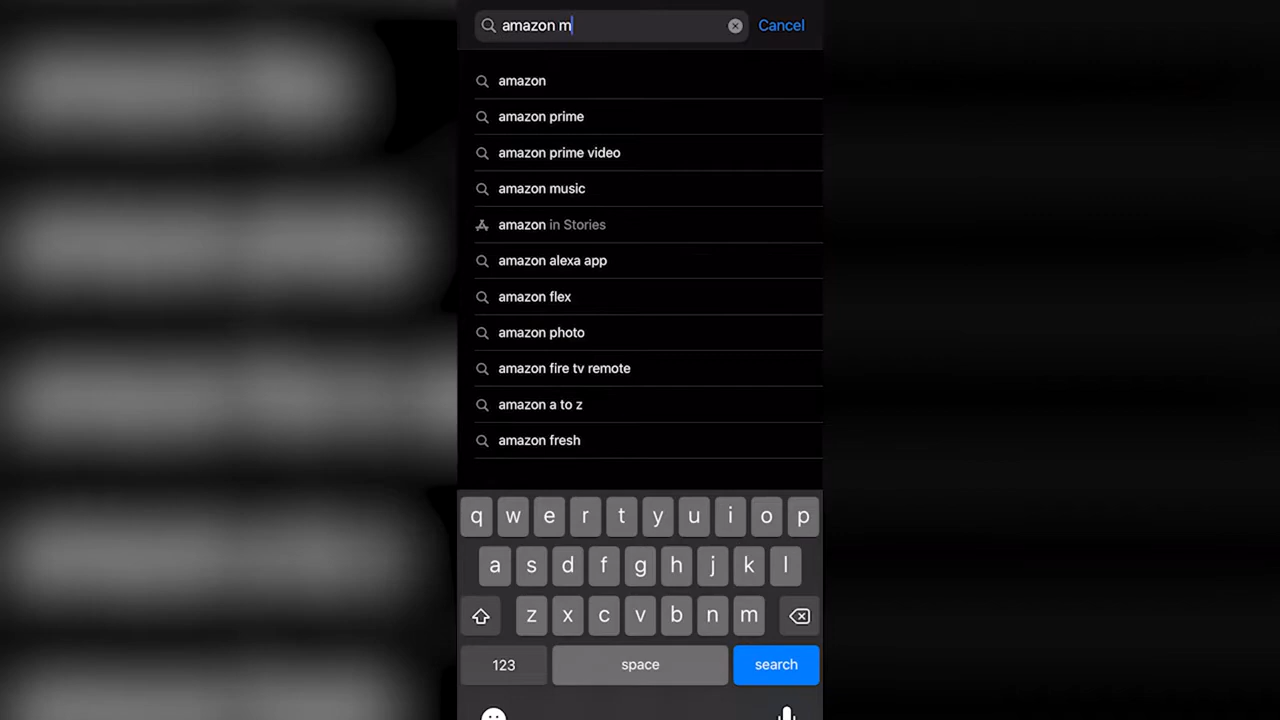 amazon m
Cancel
amazon
amazon prime
amazon prime video
amazon music
amazon in Stories
amazon alexa app
amazon flex
amazon photo
amazon fire tv remote
amazon a to z
amazon fresh
q w e r t y u i o p
a s d f g h j k l
z x c v b n m
123 space search